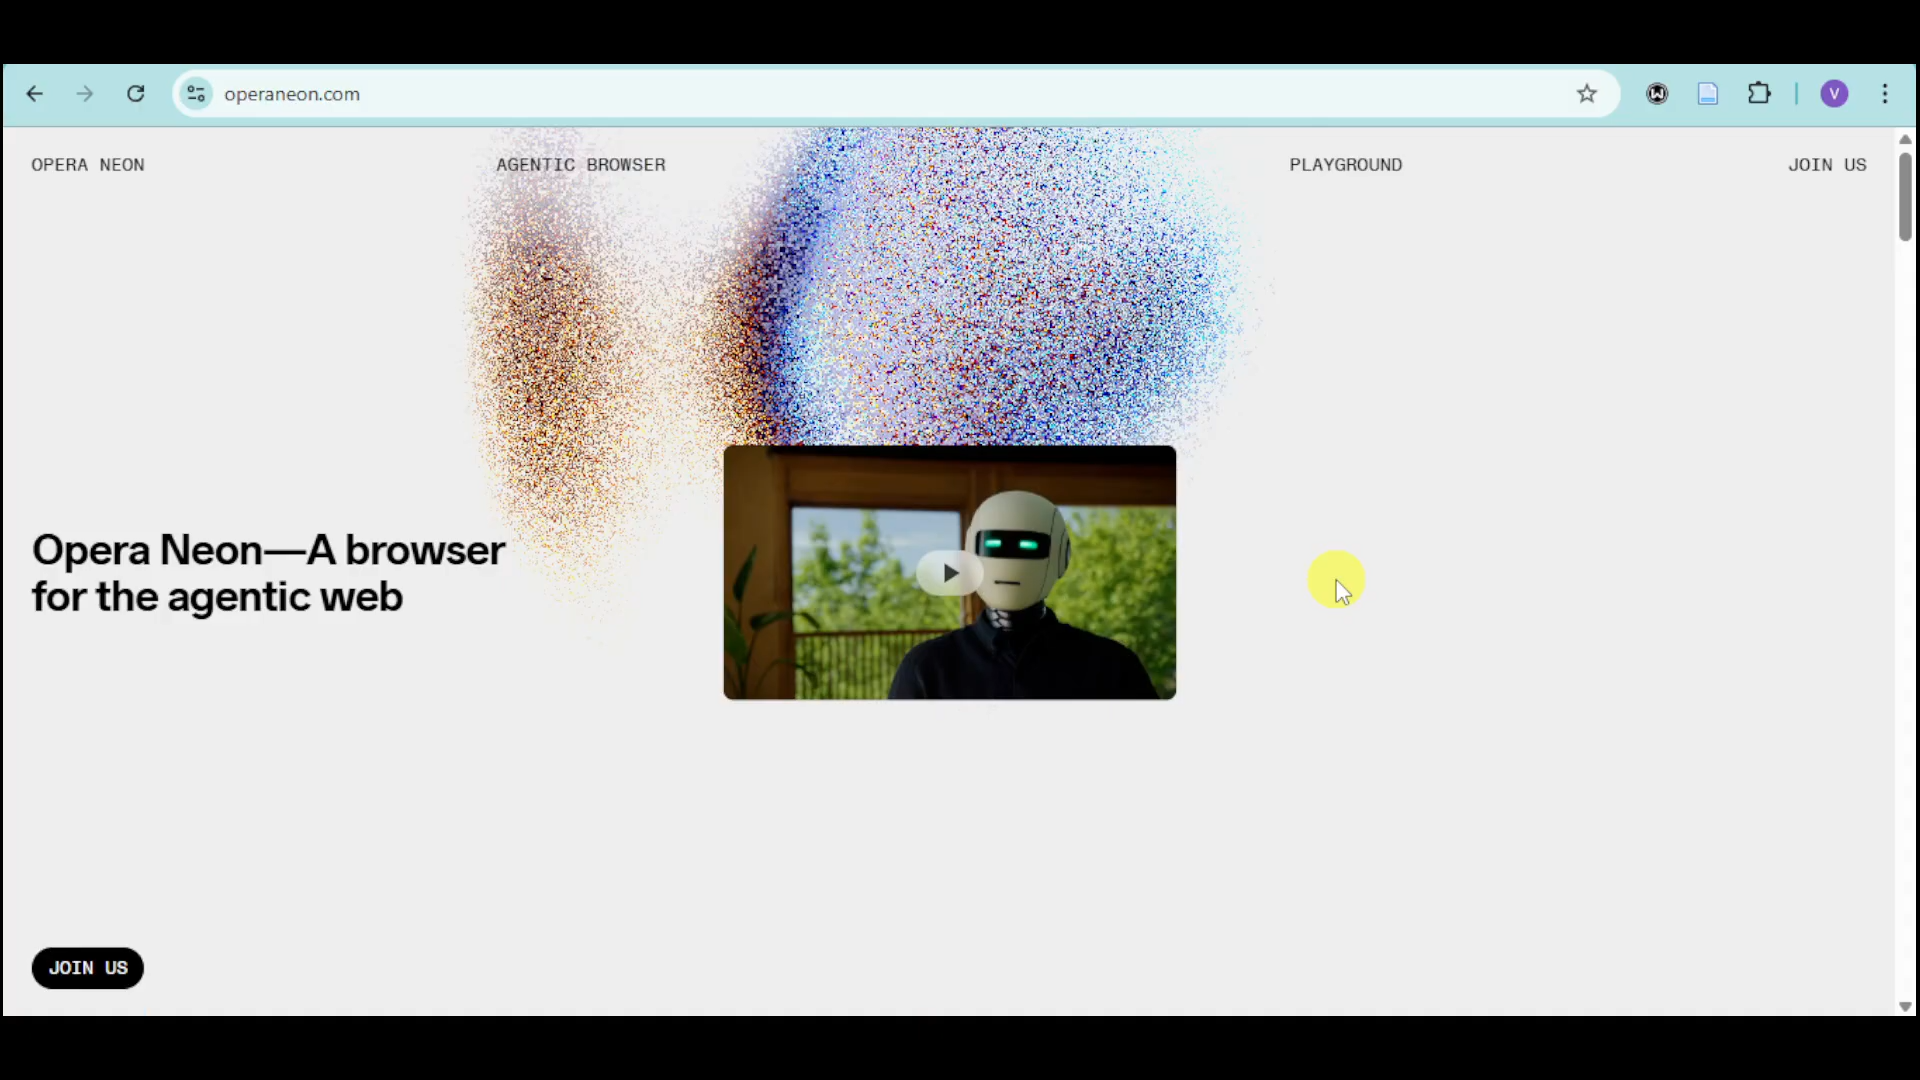 operaneon.com
V
OPERA NEON
AGENTIC BROWSER
PLAYGROUND
JOIN US
Opera Neon—A browser
for the agentic web
JOIN US